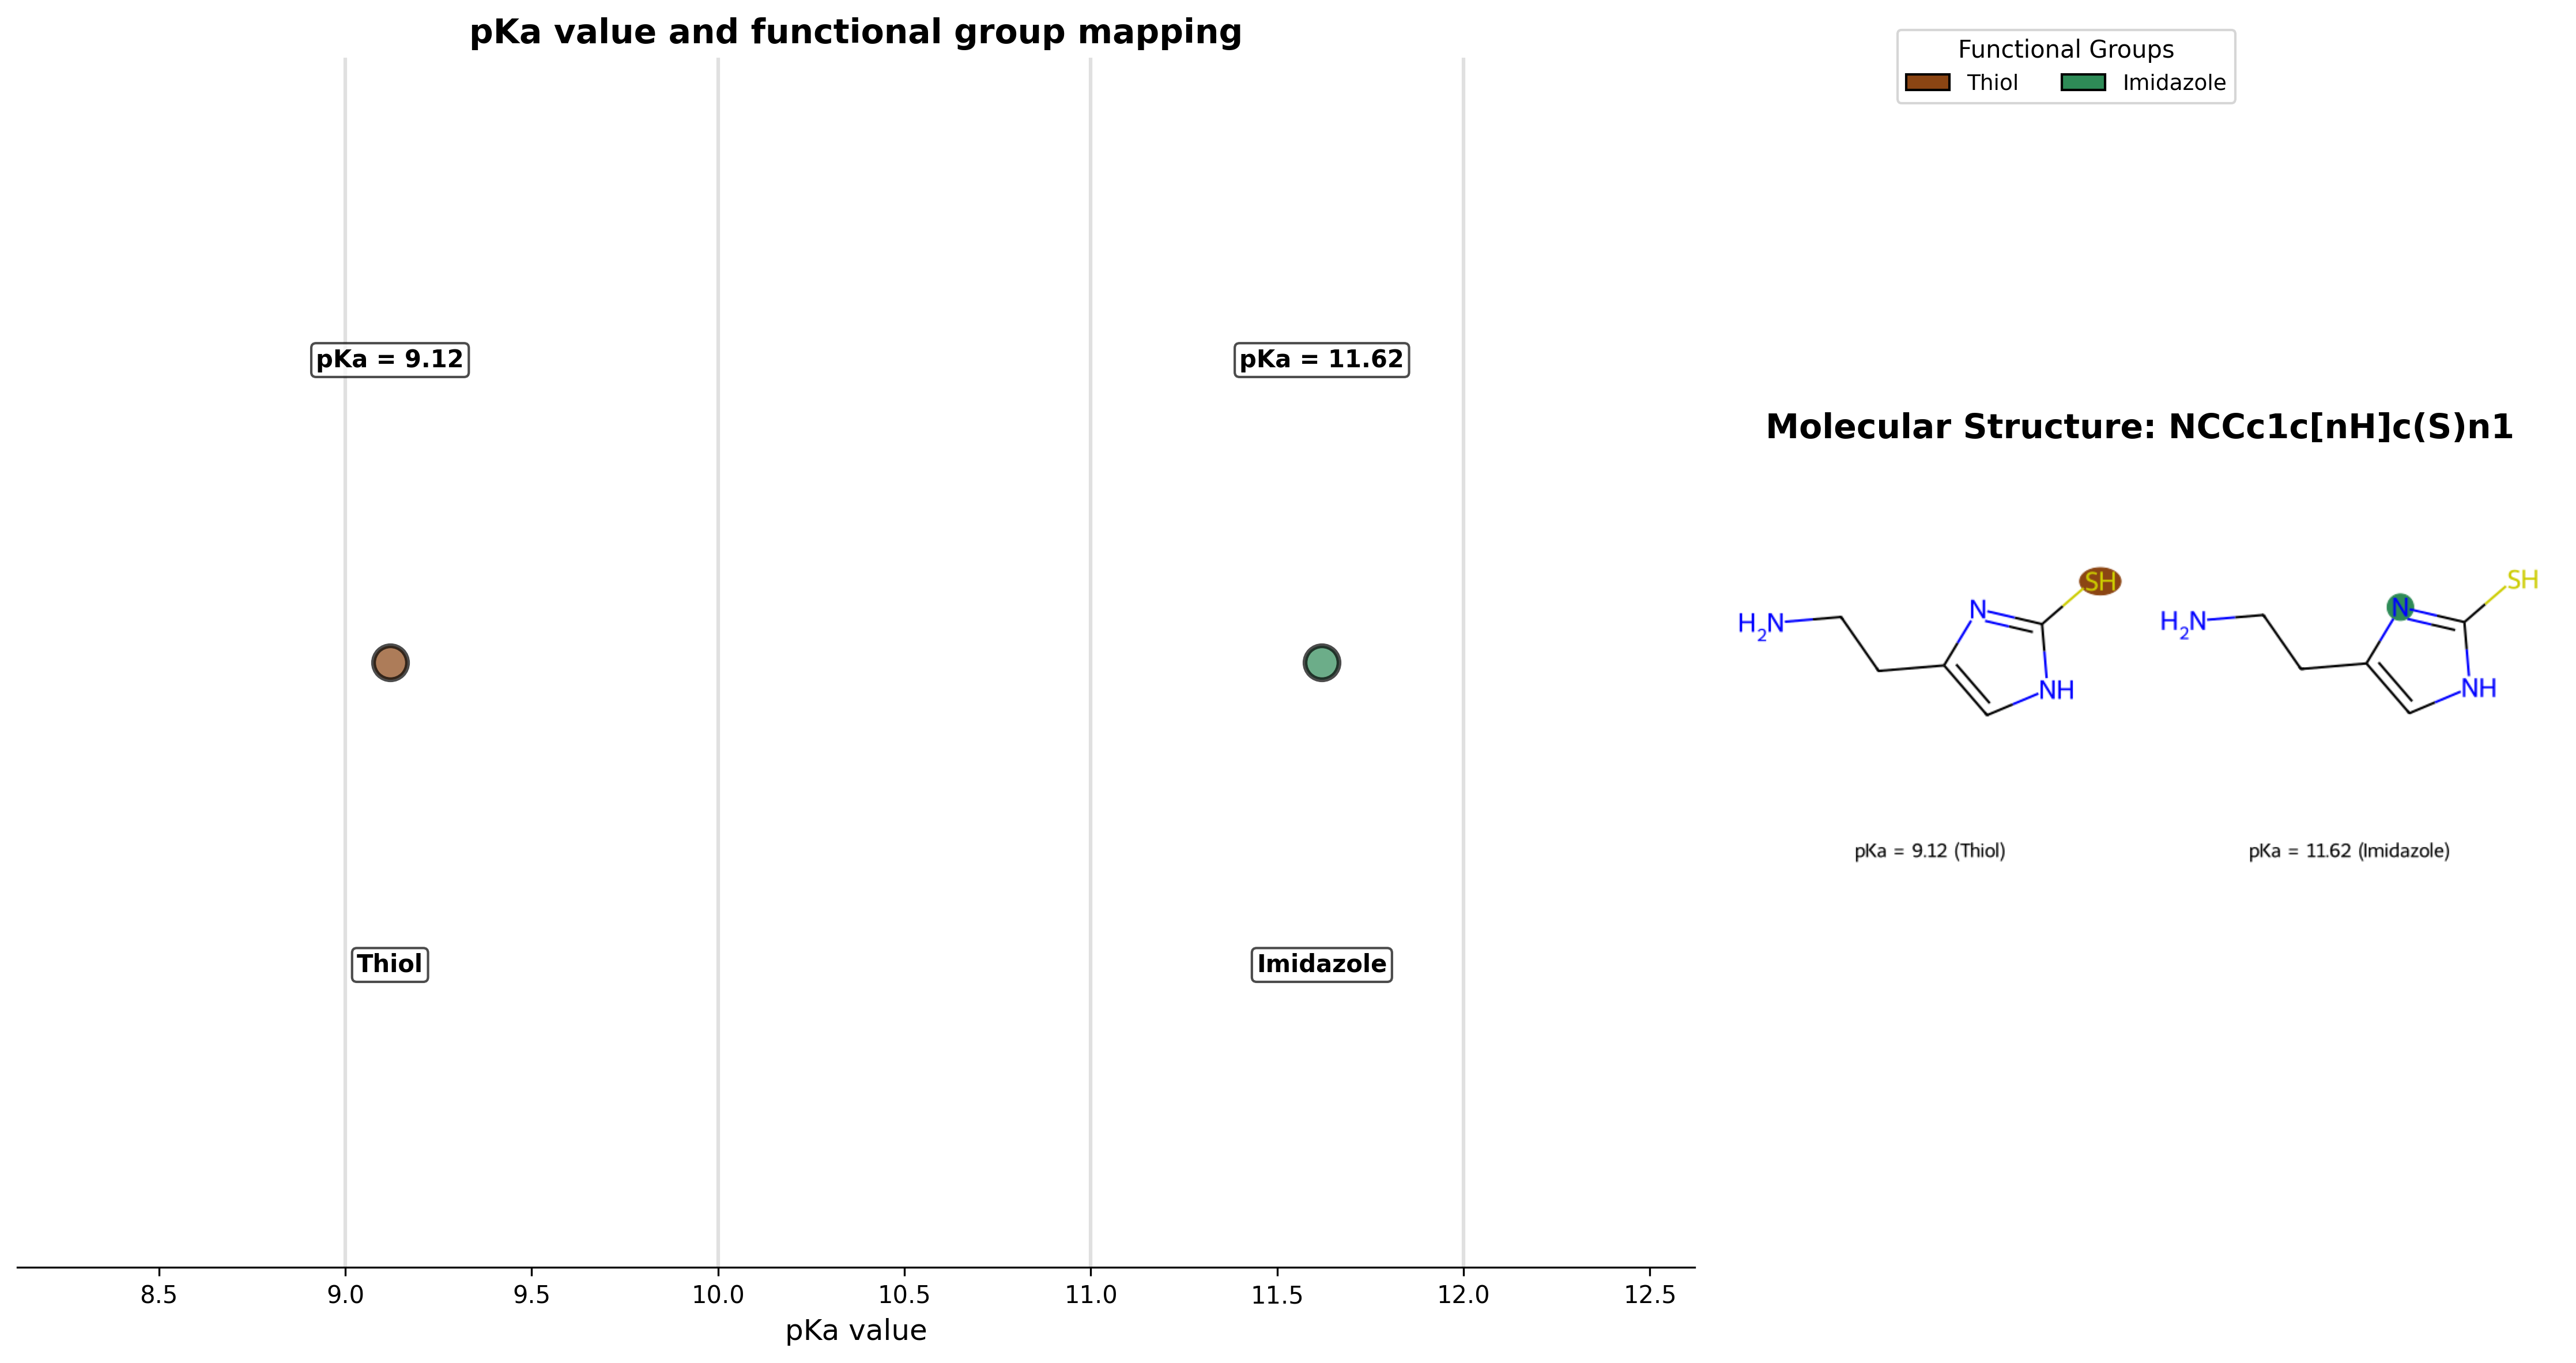 pKa value and functional group mapping
Functional Groups
Thiol
Imidazole
pKa = 9.12
pKa = 11.62
Thiol
Imidazole
8.5
9.0
9.5
10.0
10.5
11.0
11.5
12.0
12.5
pKa value
Molecular Structure: NCCc1c[nH]c(S)n1
H2N
N
SH
NH
H2N
N
SH
NH
pKa = 9.12 (Thiol)
pKa = 11.62 (Imidazole)